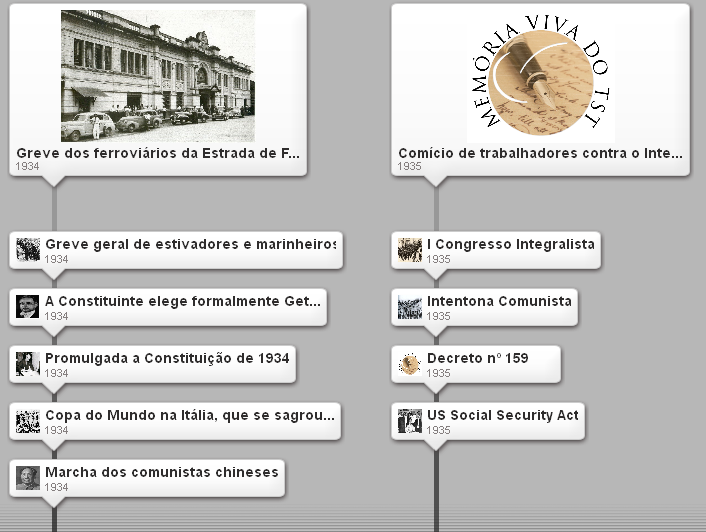 Greve dos ferroviários da Estrada de F...
1934
Greve geral de estivadores e marinheiros
1934
A Constituinte elege formalmente Get...
1934
Promulgada a Constituição de 1934
1934
Copa do Mundo na Itália, que se sagrou...
1934
Marcha dos comunistas chineses
1934
MEMÓRIA VIVA DO TST
Comício de trabalhadores contra o Inte...
1935
I Congresso Integralista
1935
Intentona Comunista
1935
Decreto nº 159
1935
US Social Security Act
1935